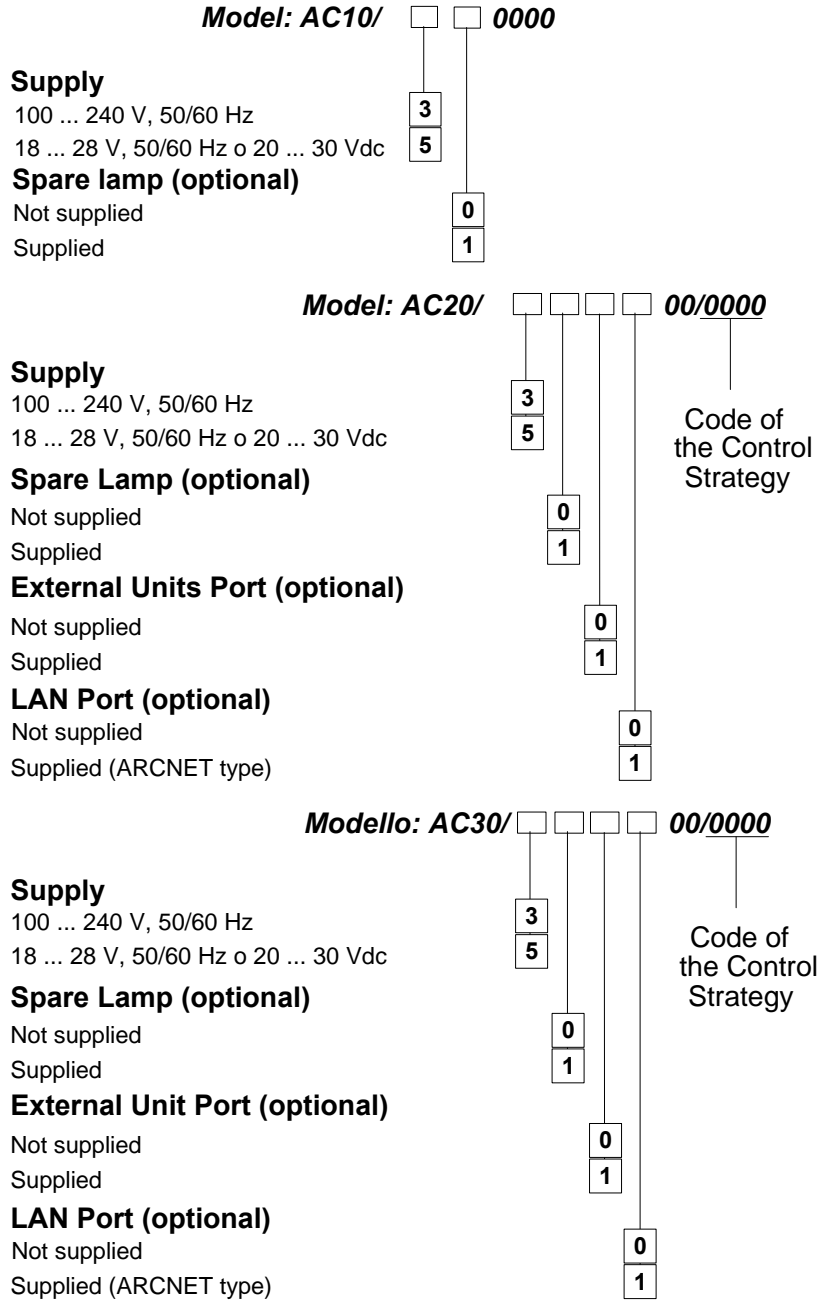 Model: AC10/ 0000
Supply
100 ... 240 V, 50/60 Hz 3
18 ... 28 V, 50/60 Hz o 20 ... 30 Vdc 5
Spare lamp (optional)
Not supplied 0
Supplied 1
Model: AC20/ 00/0000
Supply
100 ... 240 V, 50/60 Hz 3
18 ... 28 V, 50/60 Hz o 20 ... 30 Vdc 5
Code of
the Control
Strategy
Spare Lamp (optional)
Not supplied 0
Supplied 1
External Units Port (optional)
Not supplied 0
Supplied 1
LAN Port (optional)
Not supplied 0
Supplied (ARCNET type) 1
Modello: AC30/ 00/0000
Supply
100 ... 240 V, 50/60 Hz 3
18 ... 28 V, 50/60 Hz o 20 ... 30 Vdc 5
Code of
the Control
Strategy
Spare Lamp (optional)
Not supplied 0
Supplied 1
External Unit Port (optional)
Not supplied 0
Supplied 1
LAN Port (optional)
Not supplied 0
Supplied (ARCNET type) 1